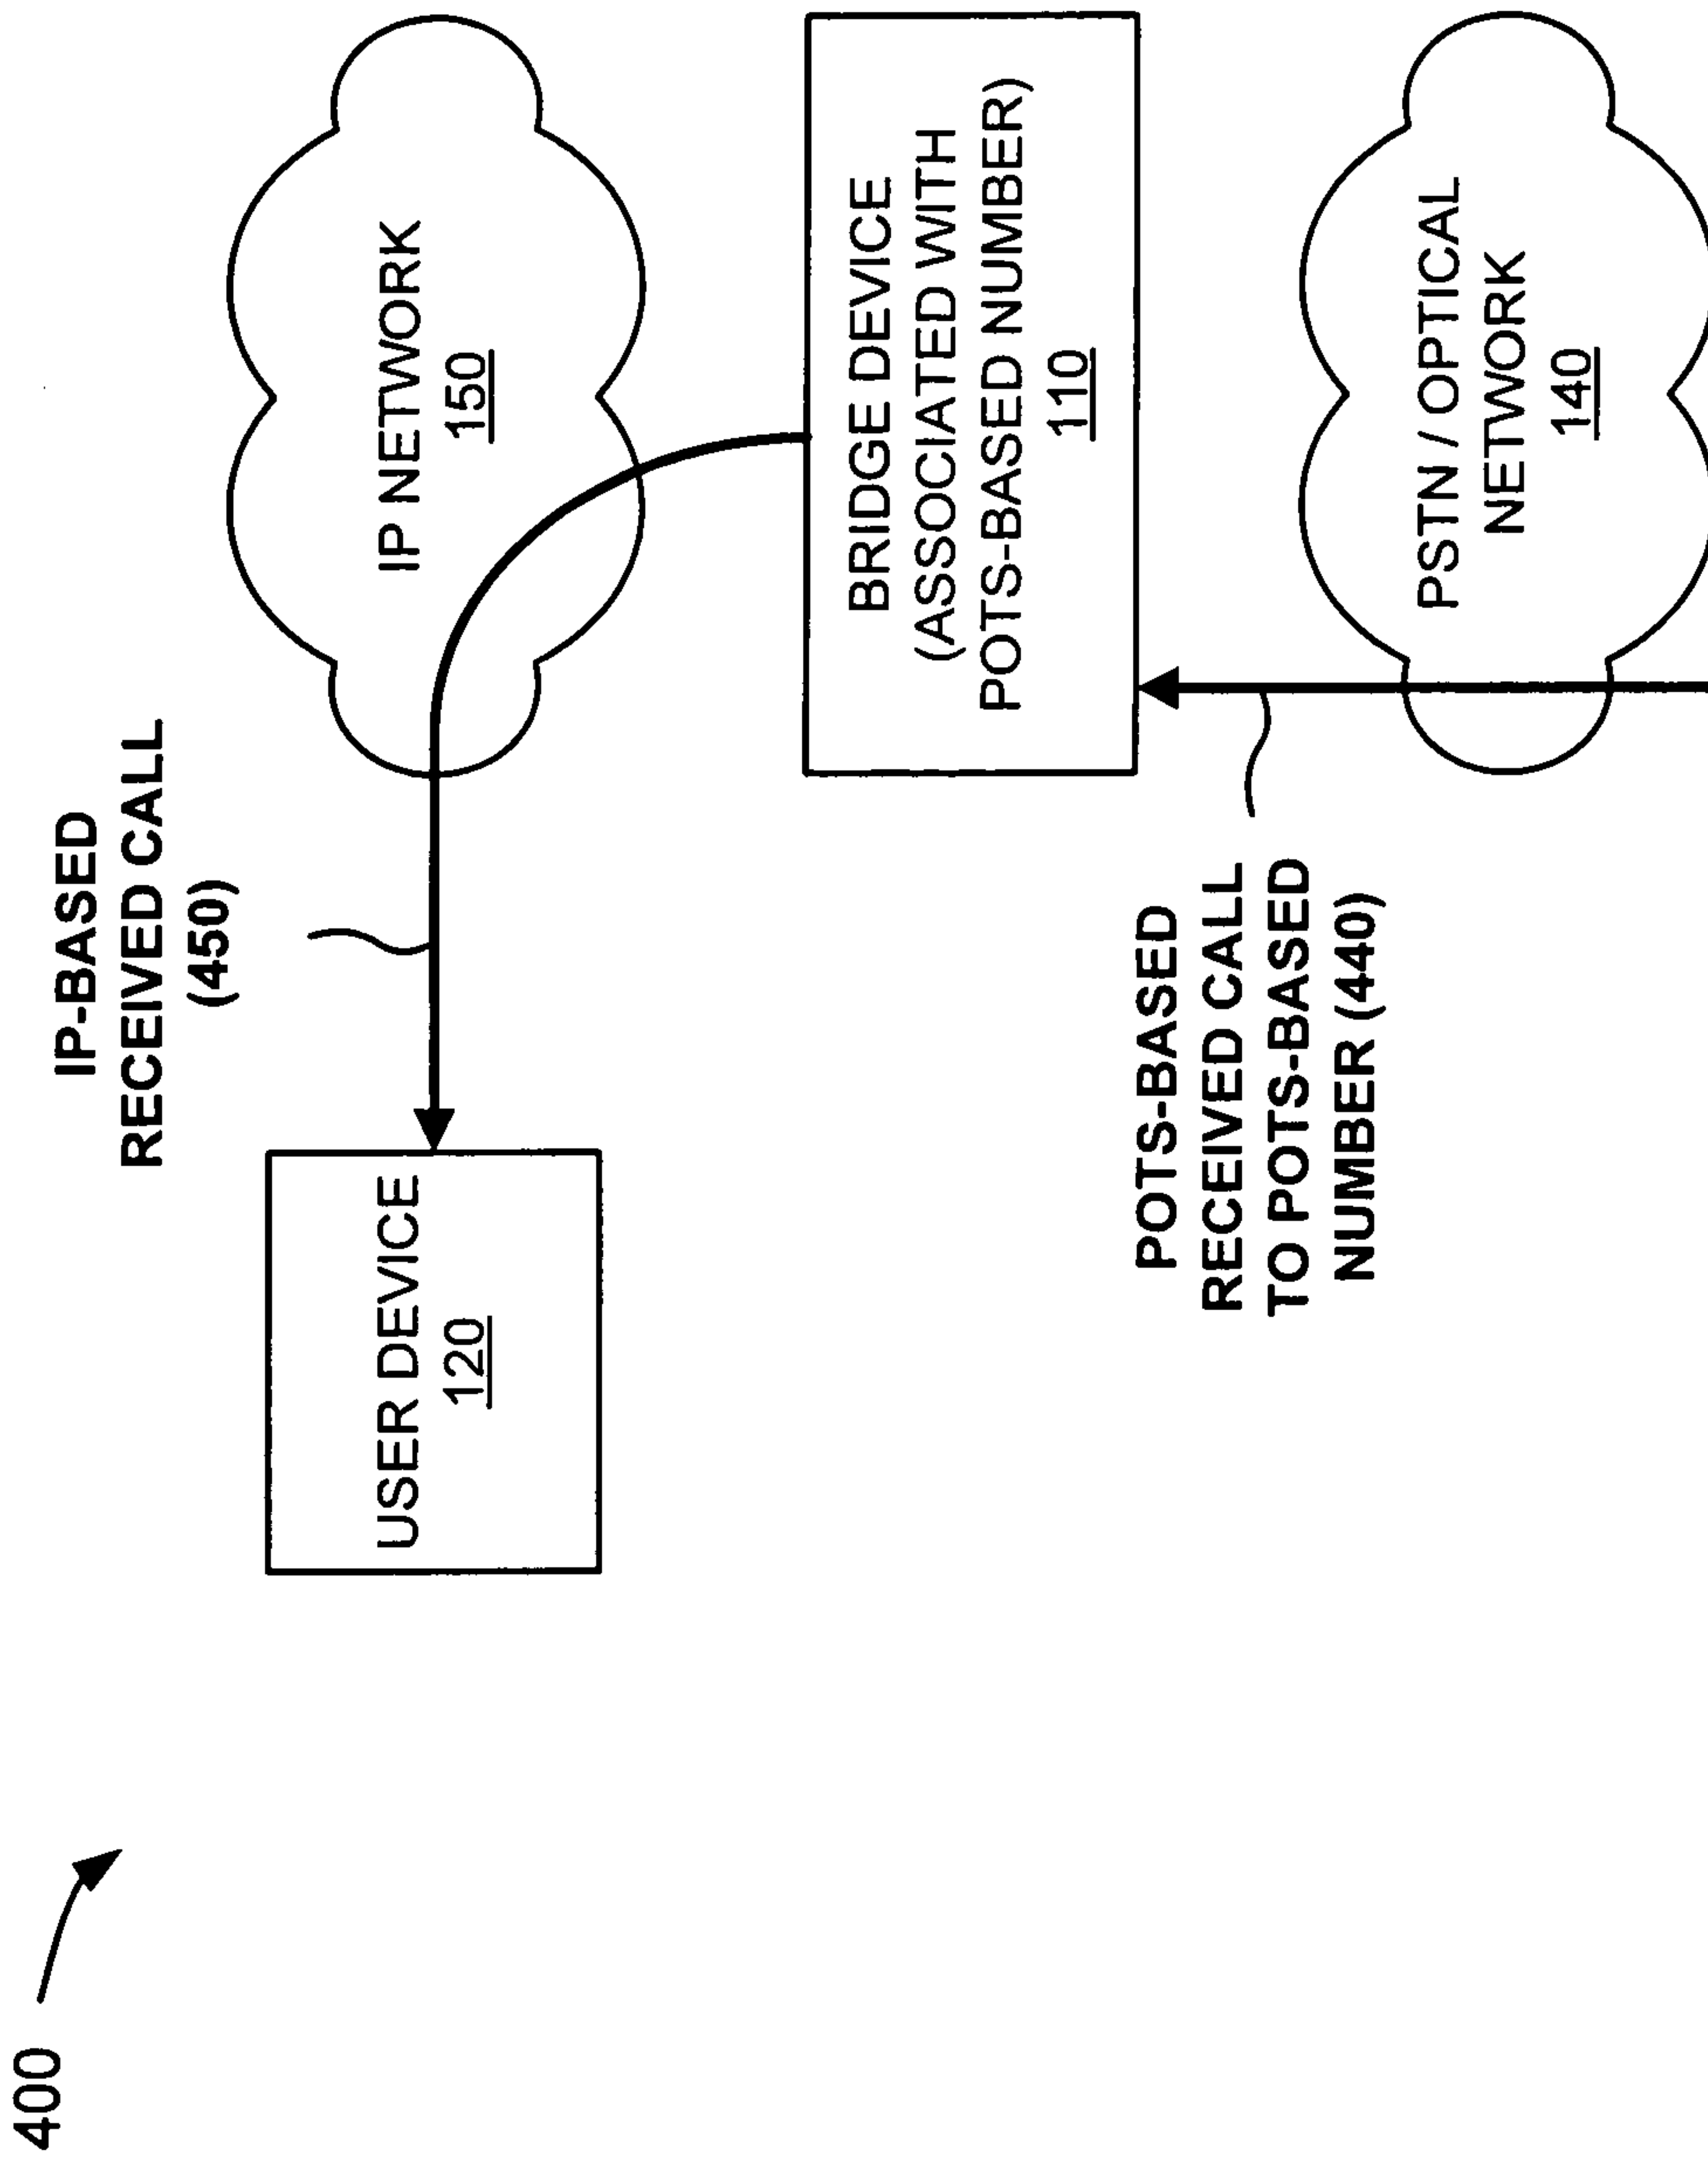 400
IP-BASED
RECEIVED CALL
(450)
USER DEVICE
120
IP NETWORK
150
POTS-BASED
RECEIVED CALL
TO POTS-BASED
NUMBER (440)
BRIDGE DEVICE
(ASSOCIATED WITH
POTS-BASED NUMBER)
110
PSTN / OPTICAL
NETWORK
140